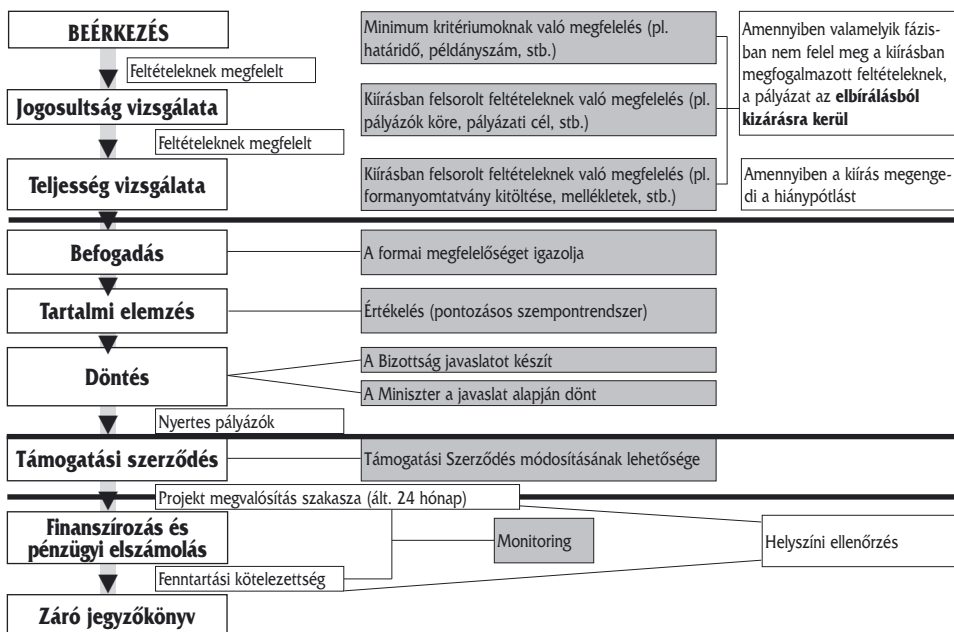 BEÉRKEZÉS
Minimum kritériumoknak való megfelelés (pl.
határidő, példányszám, stb.)
Amennyiben valamelyik fázis-
ban nem felel meg a kiírásban
megfogalmazott feltételeknek,
a pályázat az elbírálásból
kizárásra kerül
Feltételeknek megfelelt
Jogosultság vizsgálata
Kiírásban felsorolt feltételeknek való megfelelés (pl.
pályázók köre, pályázati cél, stb.)
Feltételeknek megfelelt
Teljesség vizsgálata
Kiírásban felsorolt feltételeknek való megfelelés (pl.
formanyomtatvány kitöltése, mellékletek, stb.)
Amennyiben a kiírás megenge-
di a hiánypótlást
Befogadás
A formai megfelelőséget igazolja
Tartalmi elemzés
Értékelés (pontozásos szempontrendszer)
Döntés
A Bizottság javaslatot készít
A Miniszter a javaslat alapján dönt
Nyertes pályázók
Támogatási szerződés
Támogatási Szerződés módosításának lehetősége
Projekt megvalósítás szakasza (ált. 24 hónap)
Finanszírozás és
pénzügyi elszámolás
Monitoring
Helyszíni ellenőrzés
Fenntartási kötelezettség
Záró jegyzőkönyv